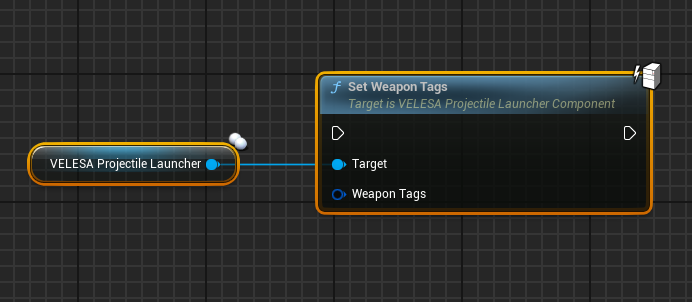 Set Weapon Tags
Target is VELESA Projectile Launcher Component
VELESA Projectile Launcher
Target
Weapon Tags